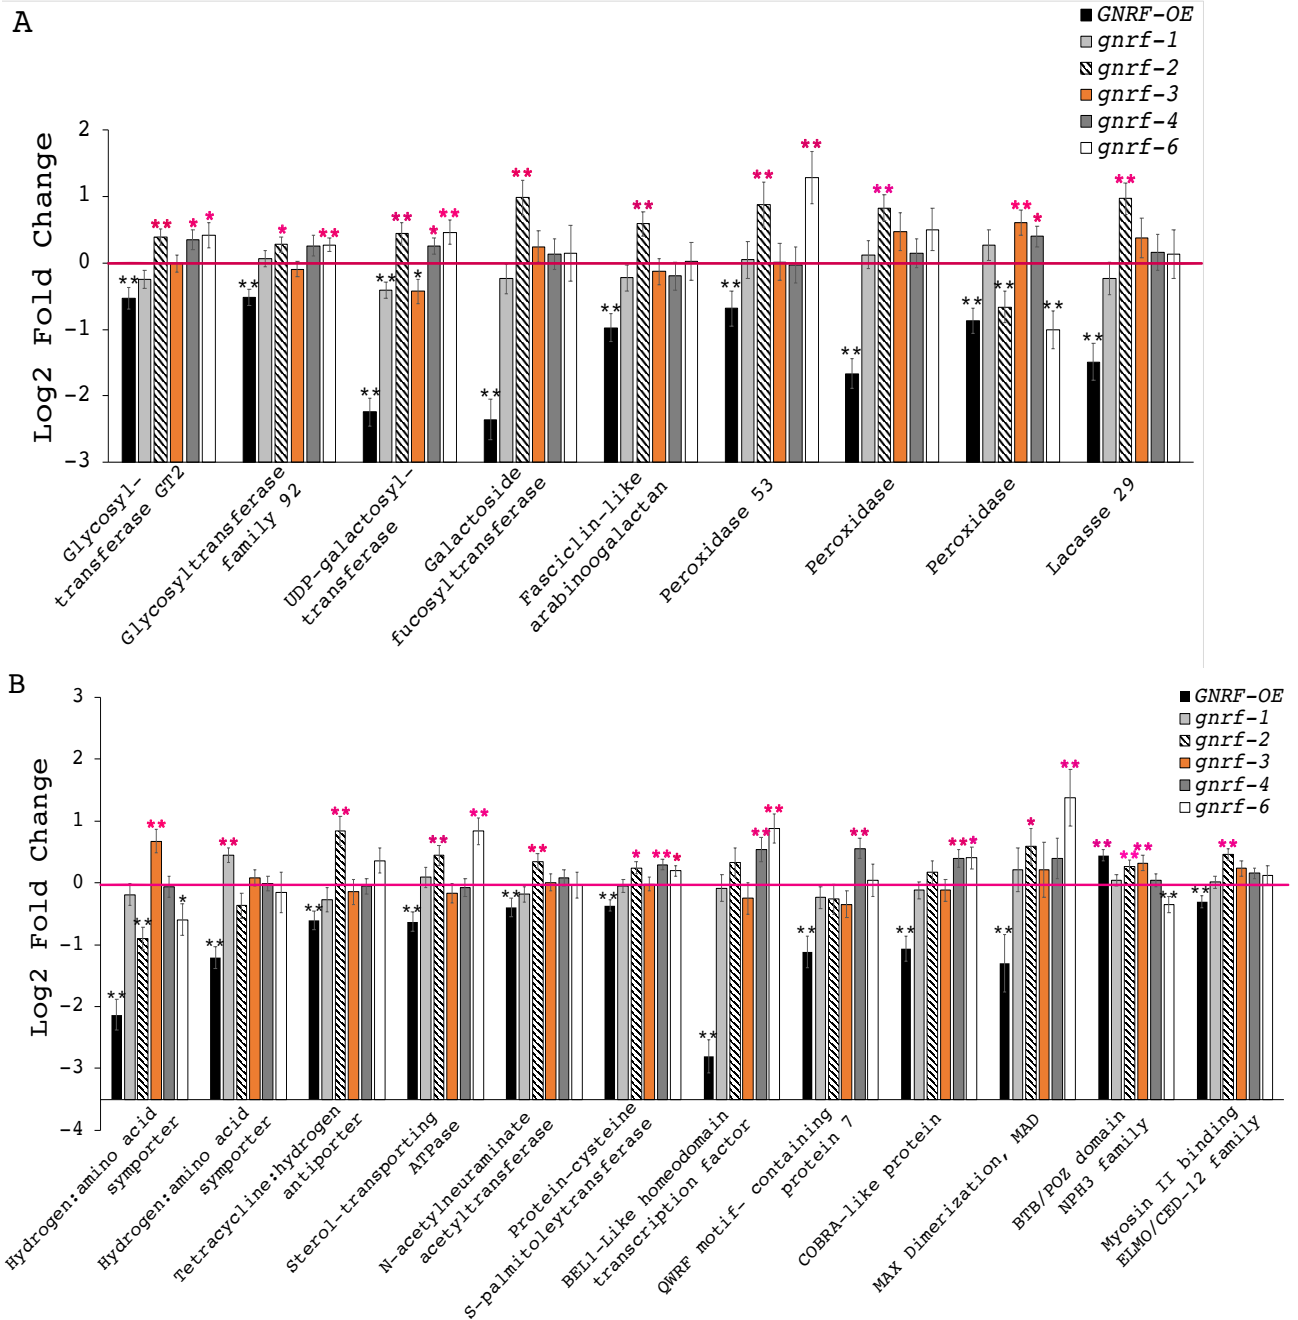 A
GNRF-OE
gnrf-1
gnrf-2
gnrf-3
gnrf-4
gnrf-6
Log2 Fold Change
2
1
0
-1
-2
-3
** ** * *
** * **
** ** ** * * **
** **
** **
** ** **
** **
** ** ** * **
** **
Glycosyl-
transferase GT2
Glycosyltransferase
family 92
UDP-galactosyl-
transferase
Galactoside
fucosyltransferase
Fasciclin-like
arabinoogalactan
Peroxidase 53
Peroxidase
Peroxidase
Lacasse 29
B
GNRF-OE
gnrf-1
gnrf-2
gnrf-3
gnrf-4
gnrf-6
Log2 Fold Change
3
2
1
0
-1
-2
-3
-4
** ** ** *
** **
** **
** ** **
** **
** * ** *
** ** **
** **
** ** *
** * **
** ** ** **
** **
Hydrogen:amino acid
symporter
Hydrogen:amino acid
symporter
Tetracycline:hydrogen
antiporter
Sterol-transporting
ATPase
N-acetylneuraminate
acetyltransferase
Protein-cysteine
S-palmitoleytransferase
BEL1-Like homeodomain
transcription factor
QWRF motif- containing
protein 7
COBRA-like protein
MAX Dimerization, MAD
BTB/POZ domain
NPH3 family
Myosin II binding
ELMO/CED-12 family